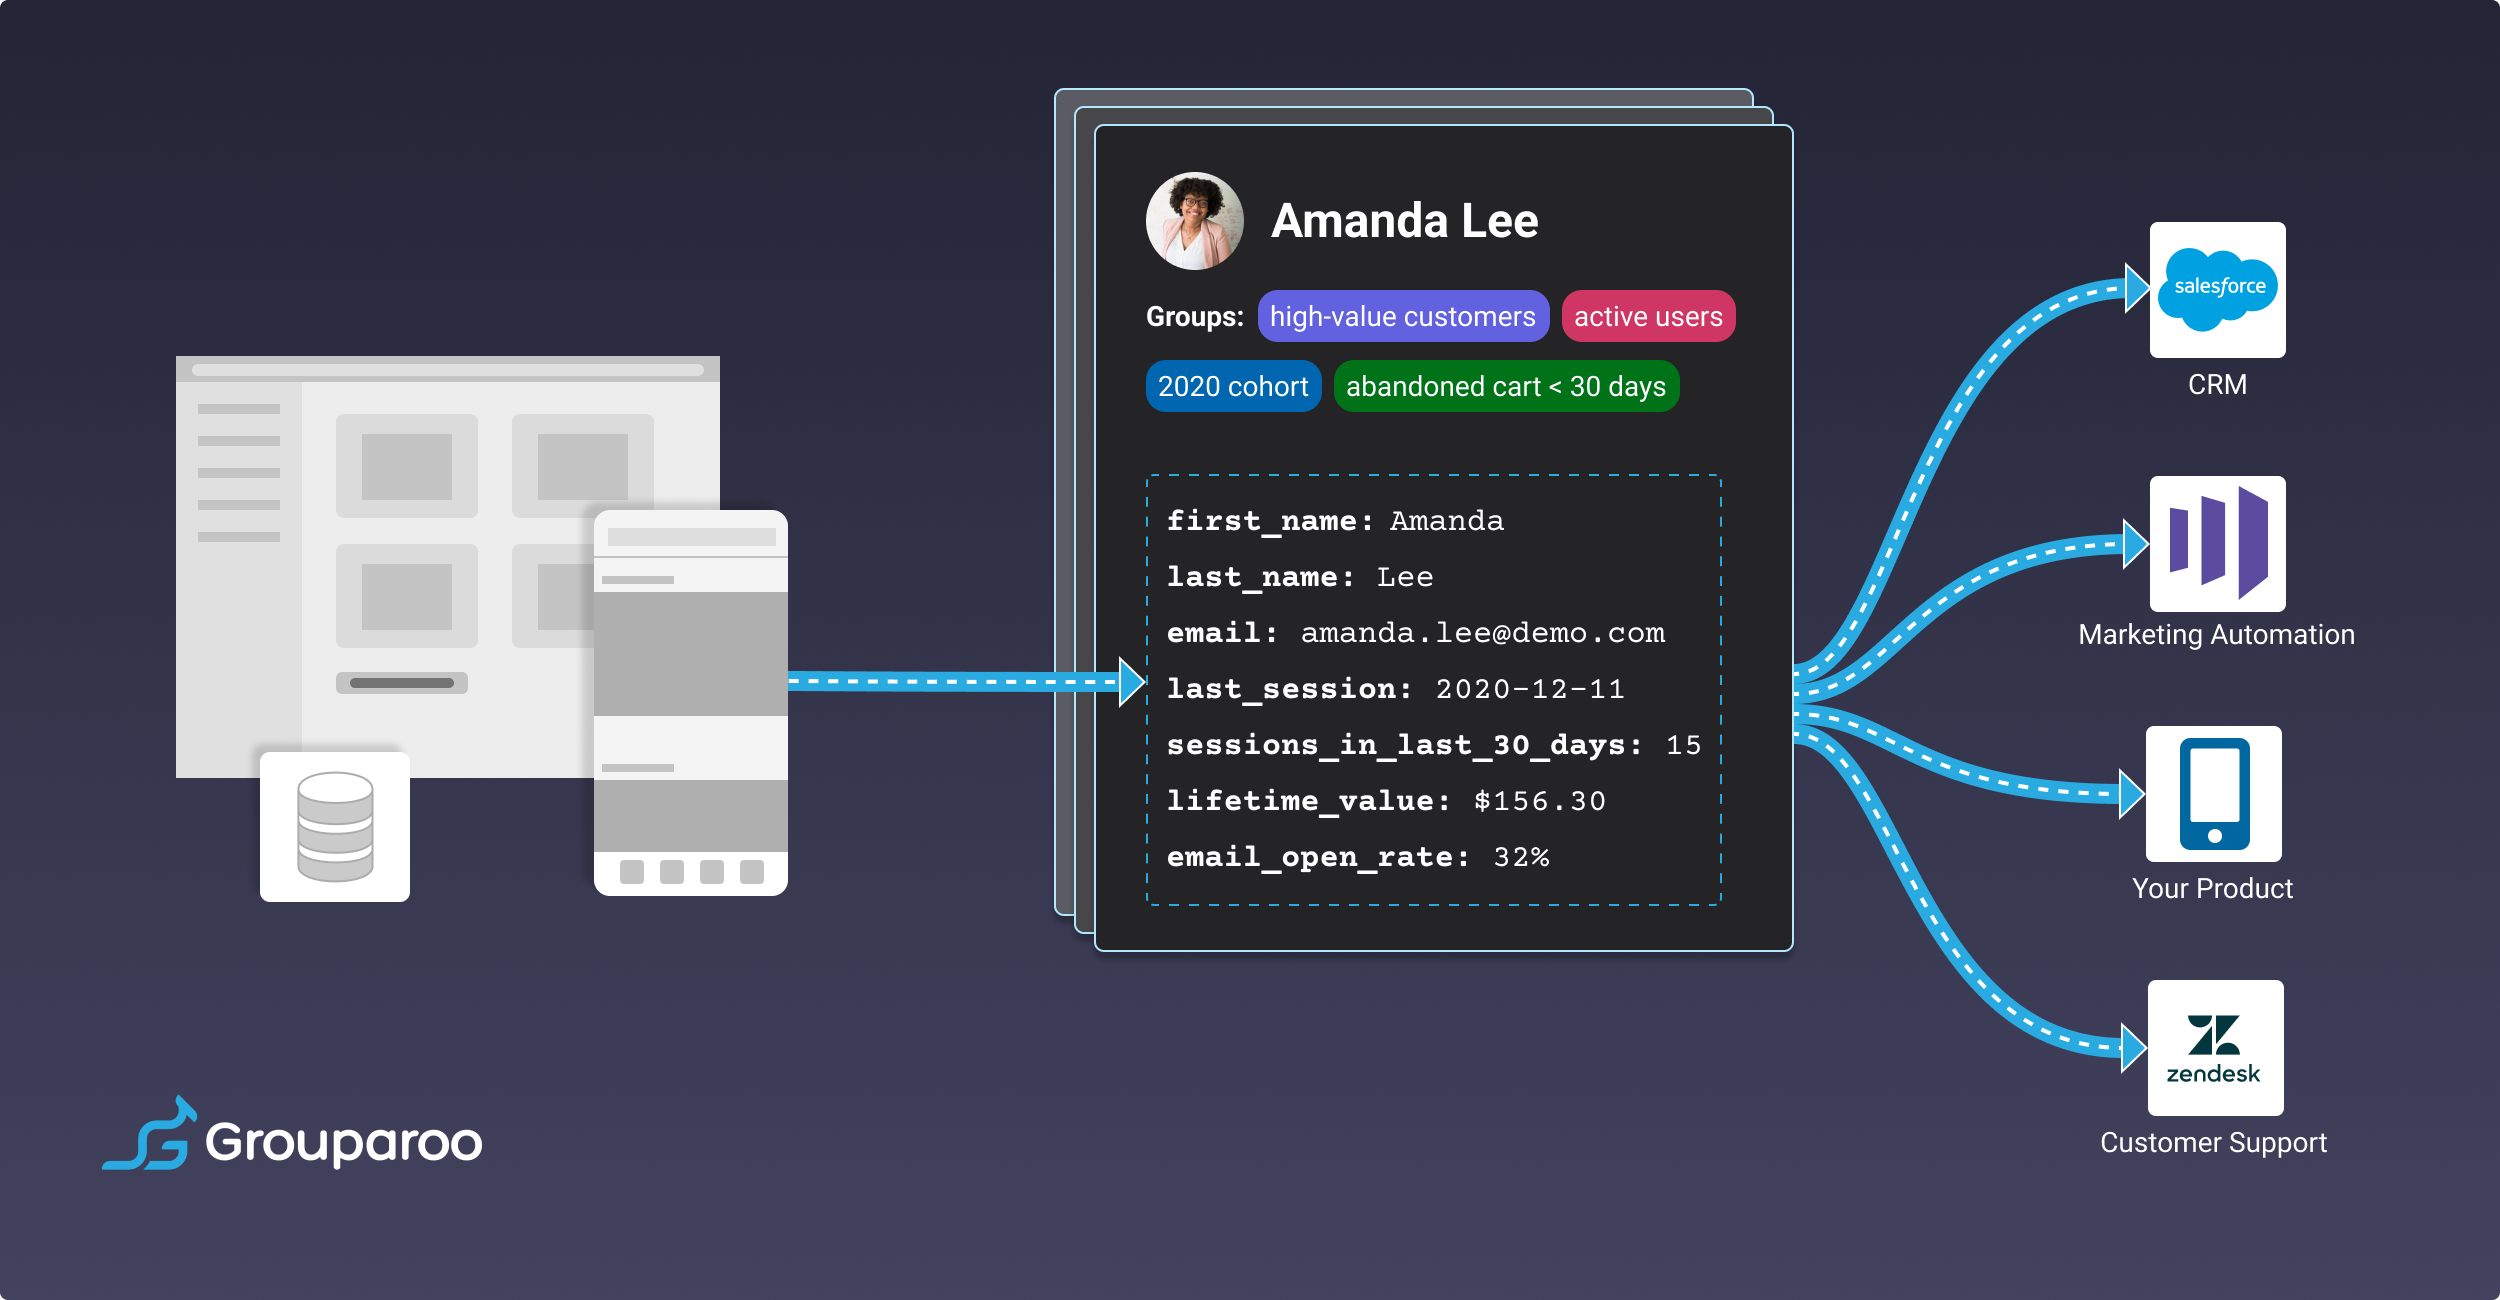 Amanda Lee
Groups: high-value customers active users
2020 cohort abandoned cart < 30 days
first_name: Amanda
last_name: Lee
email: amanda.lee@demo.com
last_session: 2020-12-11
sessions_in_last_30_days: 15
lifetime_value: $156.30
email_open_rate: 32%
salesforce
CRM
Marketing Automation
Your Product
zendesk
Customer Support
Grouparoo